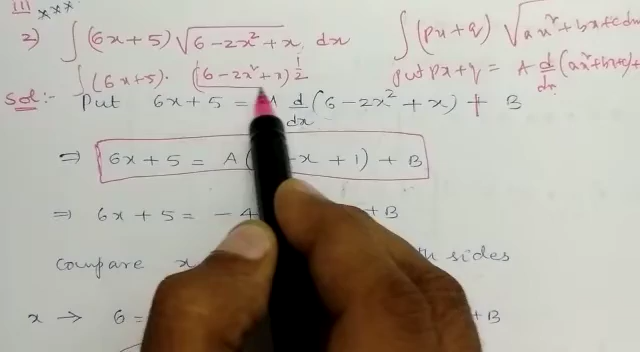 III ***
2) ∫ (6x + 5) √(6 - 2x² + x) . dx
∫ (6x + 5) . (6 - 2x² + x)^(1/2)
∫ (px + q) √(ax² + bx + c) dx
put px + q = A d/dx (ax² + bx + c) +
Sol:- Put 6x + 5 = A d/dx (6 - 2x² + x) + B
⇒ 6x + 5 = A ( -x + 1) + B
⇒ 6x + 5 = - 4 + B
Compare x sides
x → 6 = + B